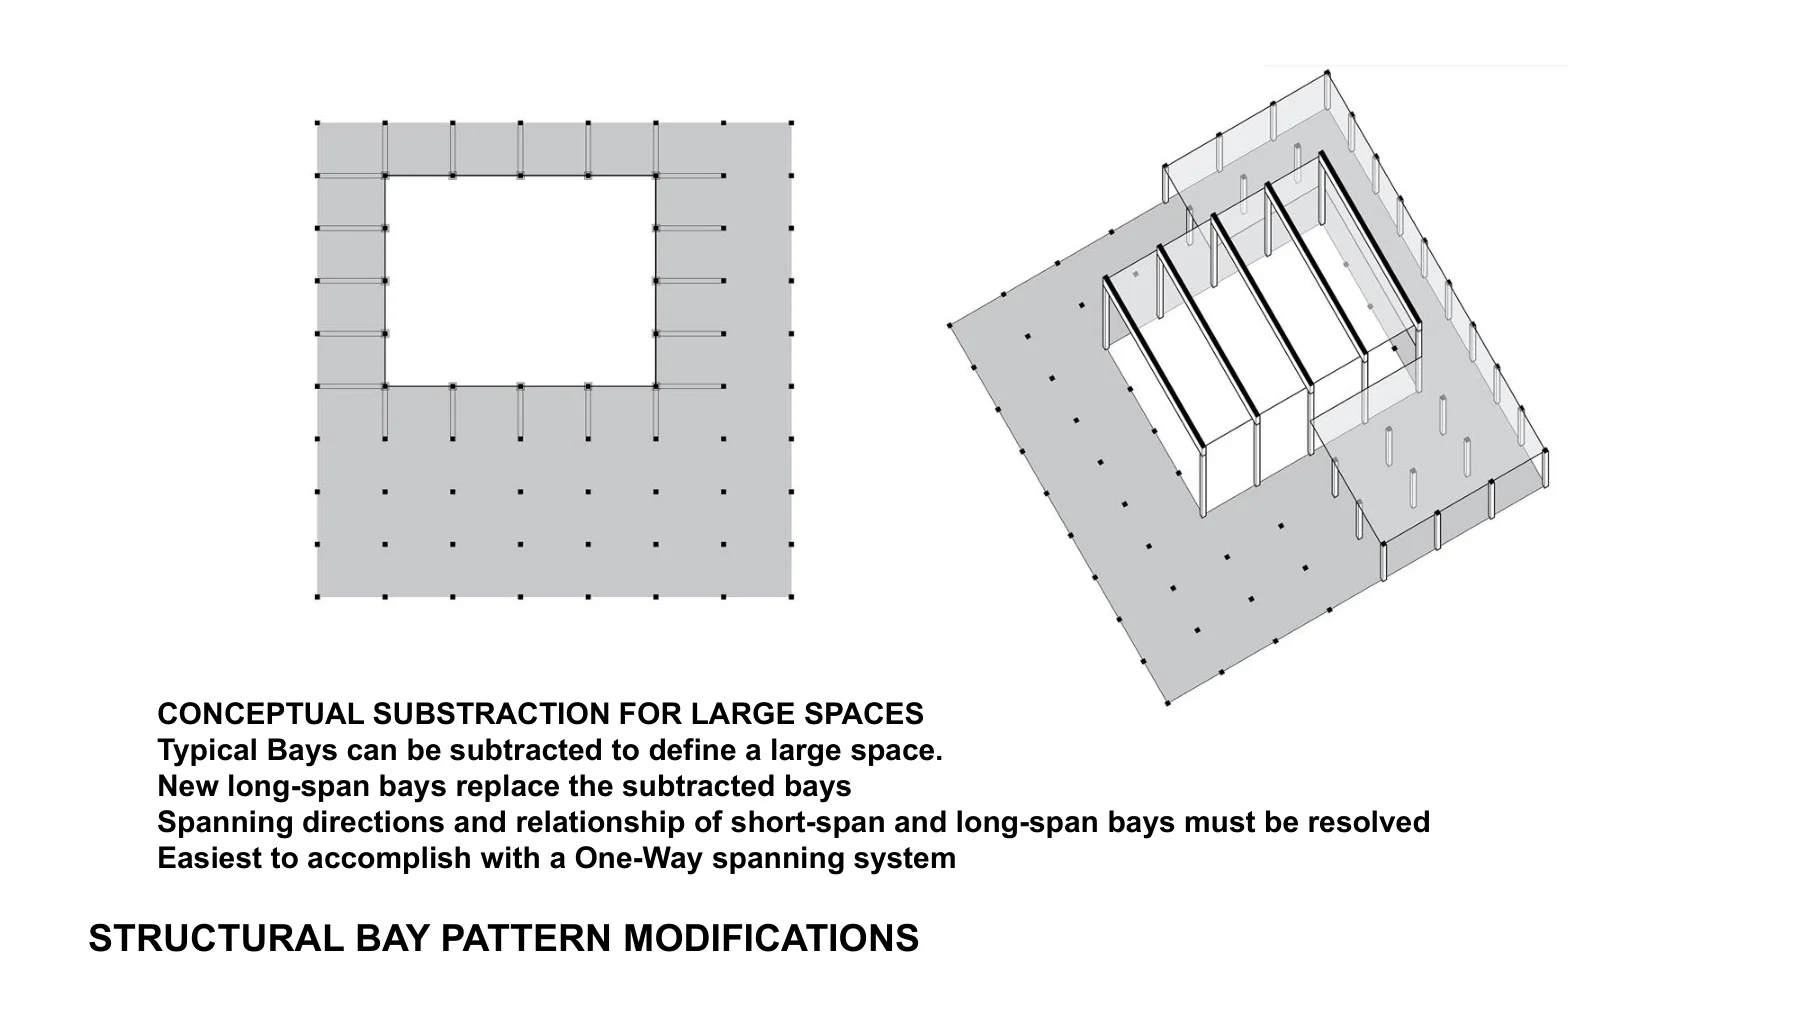 CONCEPTUAL SUBSTRACTION FOR LARGE SPACES
Typical Bays can be subtracted to define a large space.
New long-span bays replace the subtracted bays
Spanning directions and relationship of short-span and long-span bays must be resolved
Easiest to accomplish with a One-Way spanning system
STRUCTURAL BAY PATTERN MODIFICATIONS